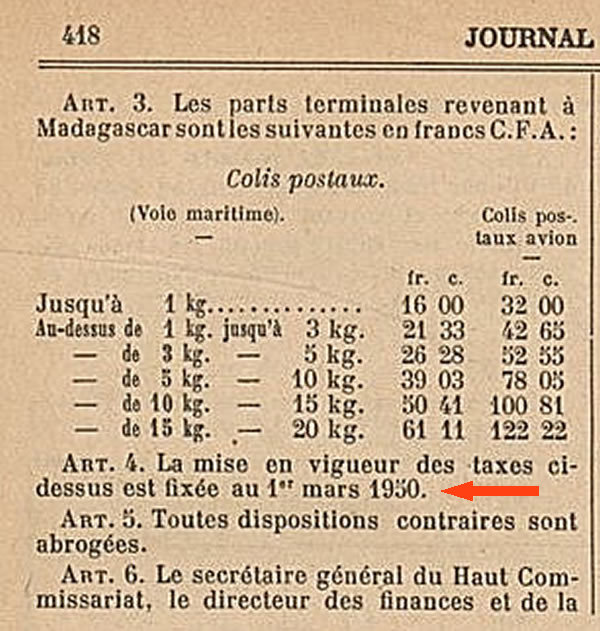 418 JOURNAL
ART. 3. Les parts terminales revenant à
Madagascar sont les suivantes en francs C.F.A. :
Colis postaux.
(Voie maritime). Colis pos-
— taux avion
—
fr. c. fr. c.
Jusqu'à 1 kg.............. 16 00 32 00
Au-dessus de 1 kg. jusqu'à 3 kg. 21 33 42 65
— de 3 kg. — 5 kg. 26 28 52 55
— de 5 kg. — 10 kg. 39 03 78 05
— de 10 kg. — 15 kg. 50 41 100 81
— de 15 kg. — 20 kg. 61 11 122 22
ART. 4. La mise en vigueur des taxes ci-
dessus est fixée au 1er mars 1950.
ART. 5. Toutes dispositions contraires sont
abrogées.
ART. 6. Le secrétaire général du Haut Com-
missariat, le directeur des finances et de la